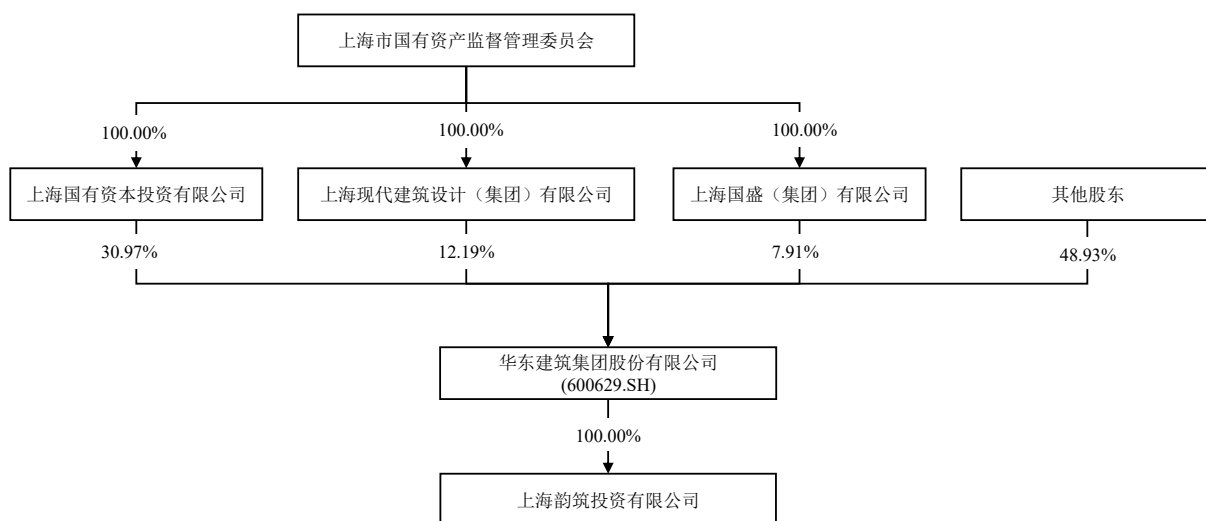 上海市国有资产监督管理委员会
100.00%
100.00%
100.00%
上海国有资本投资有限公司
上海现代建筑设计（集团）有限公司
上海国盛（集团）有限公司
其他股东
30.97%
12.19%
7.91%
48.93%
华东建筑集团股份有限公司
(600629.SH)
100.00%
上海韵筑投资有限公司